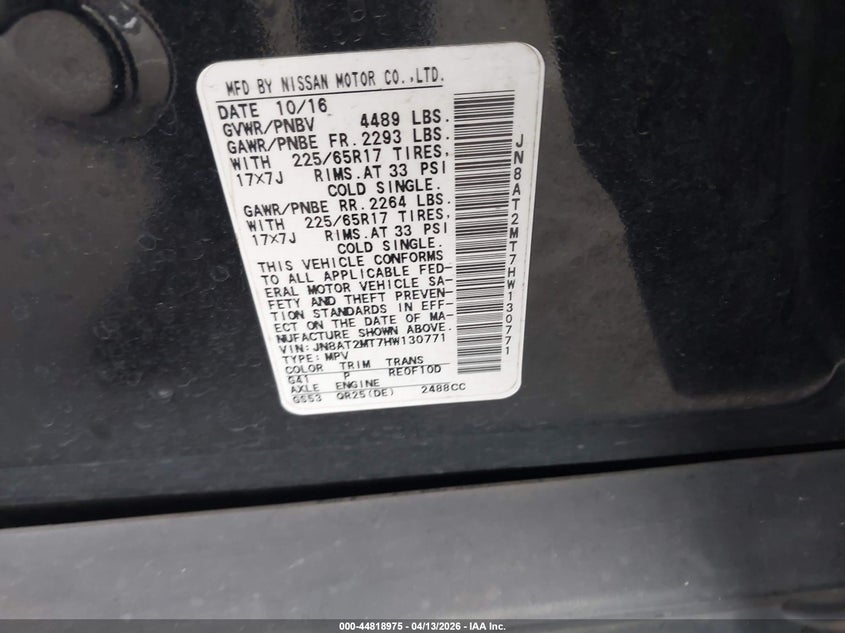 MFD BY NISSAN MOTOR CO.,LTD.
DATE 10/16
GVWR/PNBV 4489 LBS.
GAWR/PNBE FR.2293 LBS.
WITH 225/65R17 TIRES,
17X7J RIMS.AT 33 PSI
COLD SINGLE.
GAWR/PNBE RR.2264 LBS.
WITH 225/65R17 TIRES,
17X7J RIMS.AT 33 PSI
COLD SINGLE.
THIS VEHICLE CONFORMS
TO ALL APPLICABLE FED-
ERAL MOTOR VEHICLE SA-
FETY AND THEFT PREVEN-
TION STANDARDS IN EFF-
ECT ON THE DATE OF MA-
NUFACTURE SHOWN ABOVE.
VIN:JN8AT2MT7HW130771
TYPE:MPV
COLOR TRIM TRANS
G41 P RE0F10D
AXLE ENGINE
GS53 QR25(DE) 2488CC
JN8AT2MT7HW130771
000-44818975 - 04/13/2026 - IAA Inc.